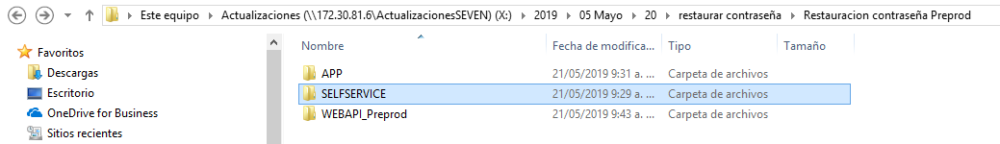 Este equipo Actualizaciones (\\172.30.81.6\ActualizacionesSEVEN) (X:) 2019 05 Mayo 20 restaurar contraseña Restauracion contraseña Preprod
Favoritos
Descargas
Escritorio
OneDrive for Business
Sitios recientes
Nombre Fecha de modifica... Tipo Tamaño
APP 21/05/2019 9:31 a. ... Carpeta de archivos
SELFSERVICE 21/05/2019 9:29 a. ... Carpeta de archivos
WEBAPI_Preprod 21/05/2019 9:43 a. ... Carpeta de archivos